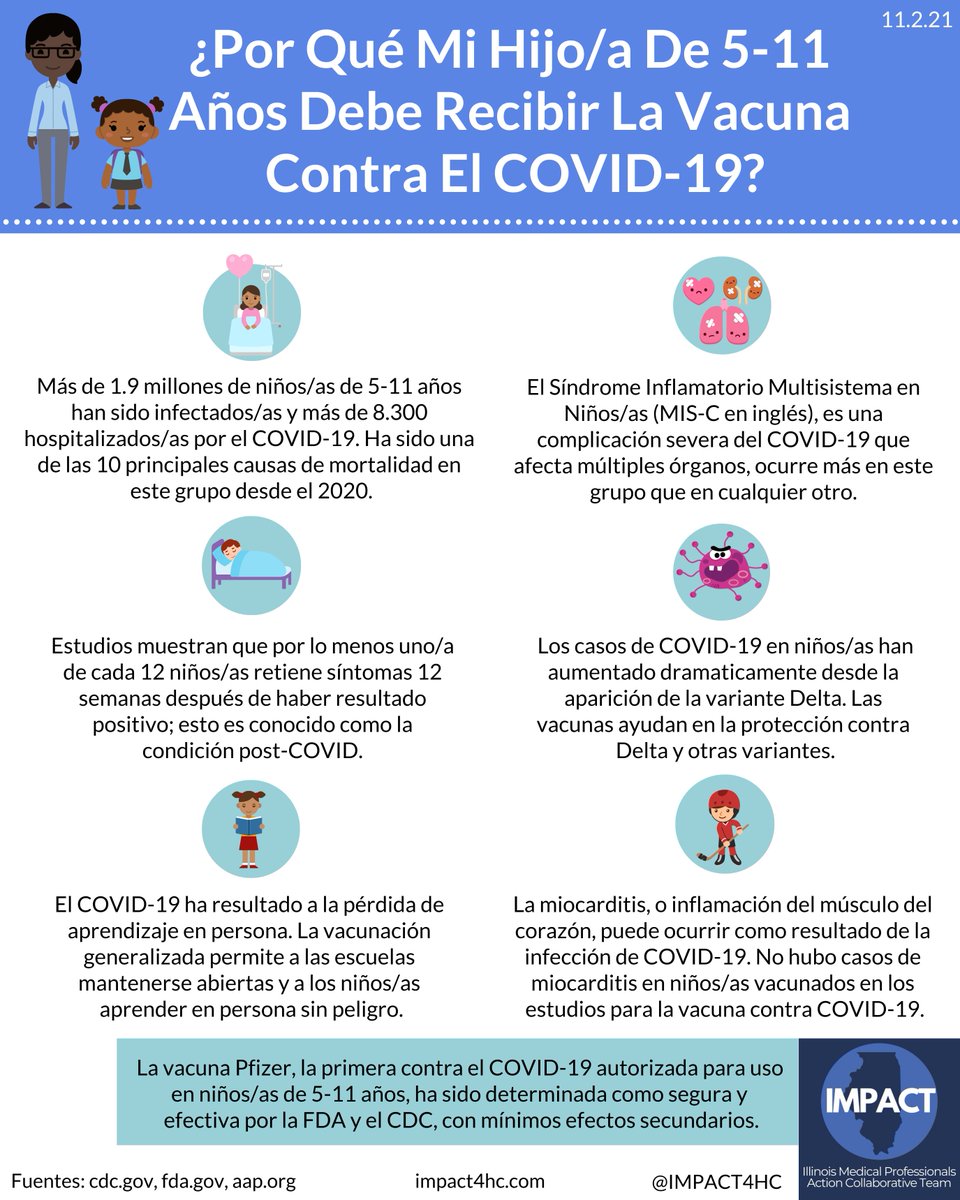 11.2.21
¿Por Qué Mi Hijo/a De 5-11
Años Debe Recibir La Vacuna
Contra El COVID-19?
Más de 1.9 millones de niños/as de 5-11 años
han sido infectados/as y más de 8.300
hospitalizados/as por el COVID-19. Ha sido una
de las 10 principales causas de mortalidad en
este grupo desde el 2020.
El Síndrome Inflamatorio Multisistema en
Niños/as (MIS-C en inglés), es una
complicación severa del COVID-19 que
afecta múltiples órganos, ocurre más en este
grupo que en cualquier otro.
Estudios muestran que por lo menos uno/a
de cada 12 niños/as retiene síntomas 12
semanas después de haber resultado
positivo; esto es conocido como la
condición post-COVID.
Los casos de COVID-19 en niños/as han
aumentado dramaticamente desde la
aparición de la variante Delta. Las
vacunas ayudan en la protección contra
Delta y otras variantes.
El COVID-19 ha resultado a la pérdida de
aprendizaje en persona. La vacunación
generalizada permite a las escuelas
mantenerse abiertas y a los niños/as
aprender en persona sin peligro.
La miocarditis, o inflamación del músculo del
corazón, puede ocurrir como resultado de la
infección de COVID-19. No hubo casos de
miocarditis en niños/as vacunados en los
estudios para la vacuna contra COVID-19.
La vacuna Pfizer, la primera contra el COVID-19 autorizada para uso
en niños/as de 5-11 años, ha sido determinada como segura y
efectiva por la FDA y el CDC, con mínimos efectos secundarios.
IMPACT
Illinois Medical Professionals
Action Collaborative Team
Fuentes: cdc.gov, fda.gov, aap.org
impact4hc.com
@IMPACT4HC